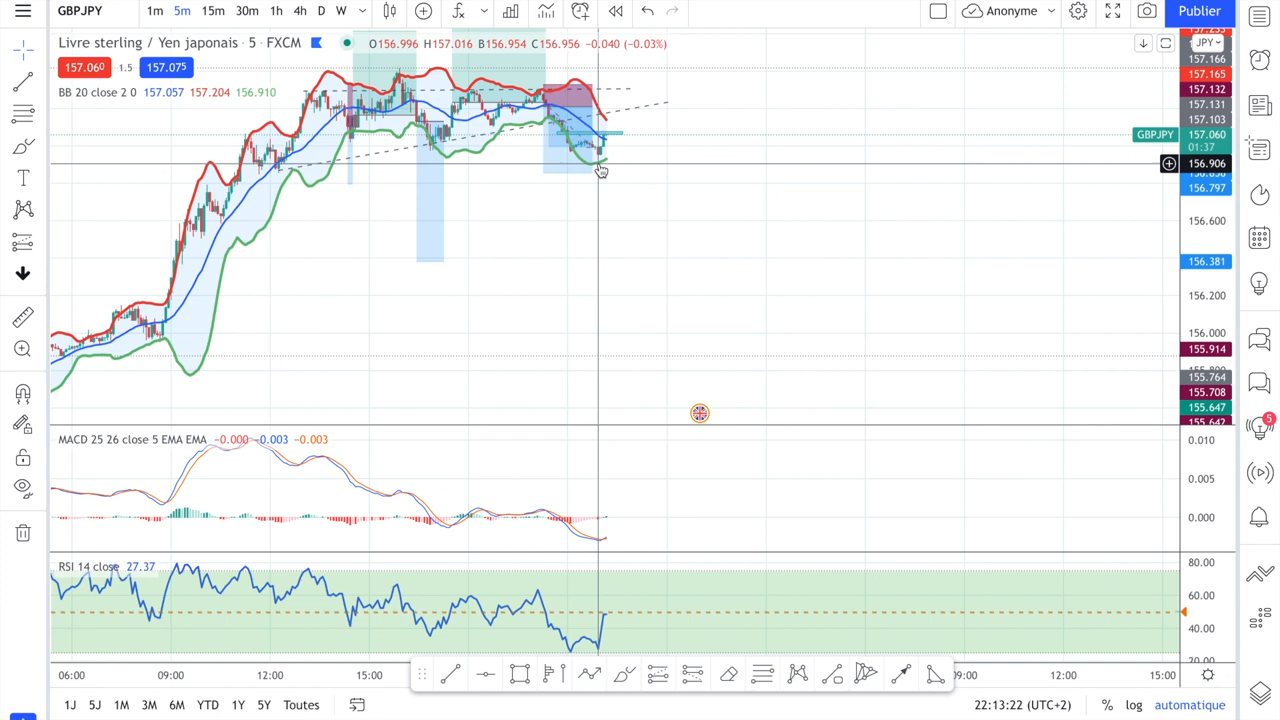 GBPJPY 1m 5m 15m 30m 1h 4h D W Anonyme Publier
Livre sterling / Yen japonais · 5 · FXCM O156.996 H157.016 B156.954 C156.956 -0.040 (-0.03%)
157.060 1.5 157.075
BB 20 close 2 0 157.057 157.204 156.910
JPY
157.166
157.165
157.132
157.131
157.103
GBPJPY 157.060
01:37
156.906
156.797
156.600
156.381
156.200
156.000
155.914
155.764
155.708
155.647
155.642
MACD 25 26 close 5 EMA EMA -0.000 -0.003 -0.003
0.010
0.005
0.000
5
RSI 14 close 27.37
80.00
60.00
40.00
20.00
06:00 09:00 12:00 15:00 09:00 12:00 15:00
1J 5J 1M 3M 6M YTD 1Y 5Y Toutes 22:13:22 (UTC+2) % log automatique